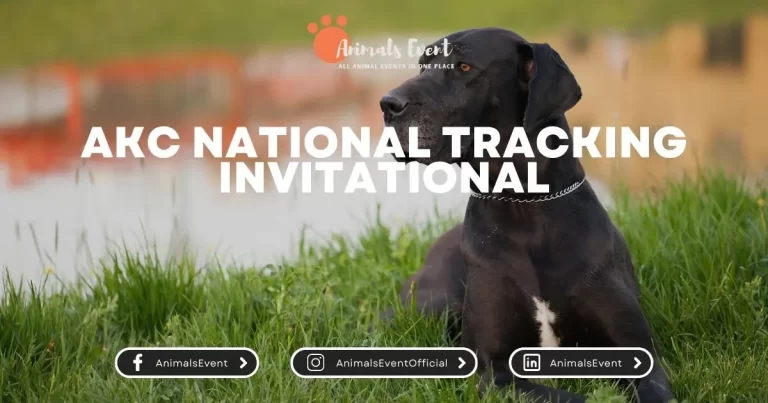 Animals Event
ALL ANIMAL EVENTS IN ONE PLACE
AKC NATIONAL TRACKING
INVITATIONAL
AnimalsEvent
AnimalsEventOfficial
AnimalsEvent